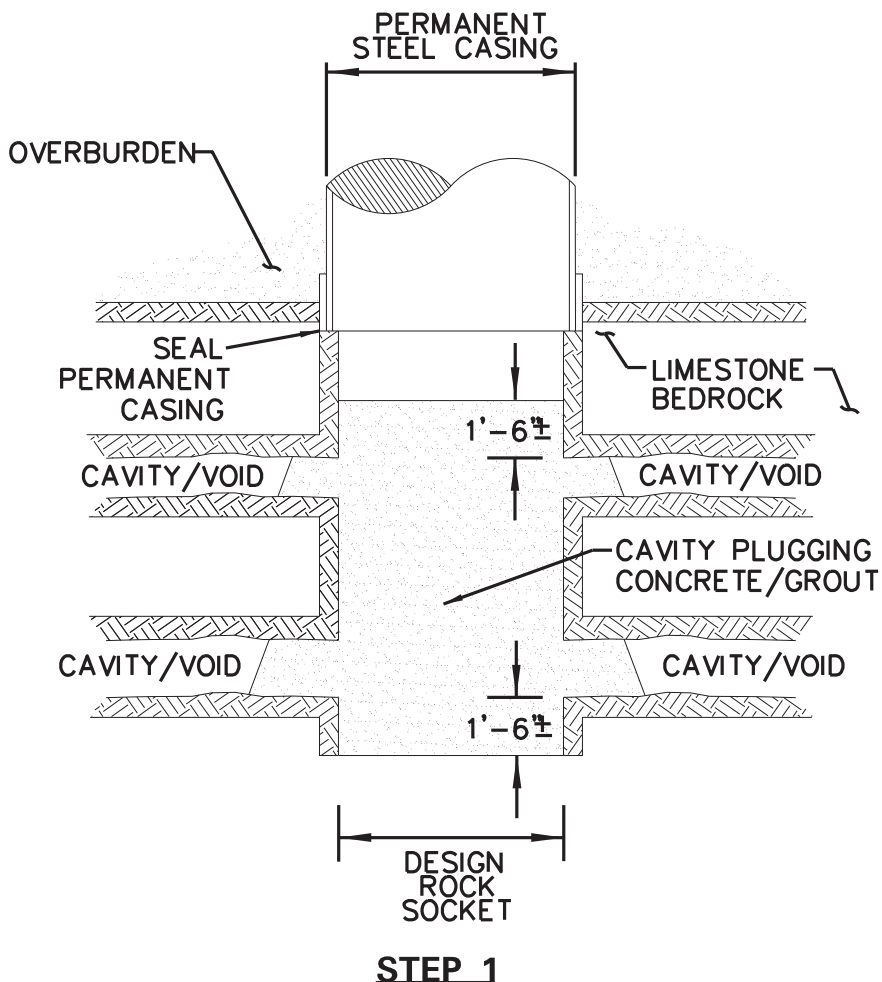 PERMANENT
STEEL CASING
OVERBURDEN
SEAL
PERMANENT
CASING
LIMESTONE
BEDROCK
1'-6"±
CAVITY/VOID
CAVITY/VOID
CAVITY PLUGGING
CONCRETE/GROUT
CAVITY/VOID
CAVITY/VOID
1'-6"±
DESIGN
ROCK
SOCKET
STEP 1